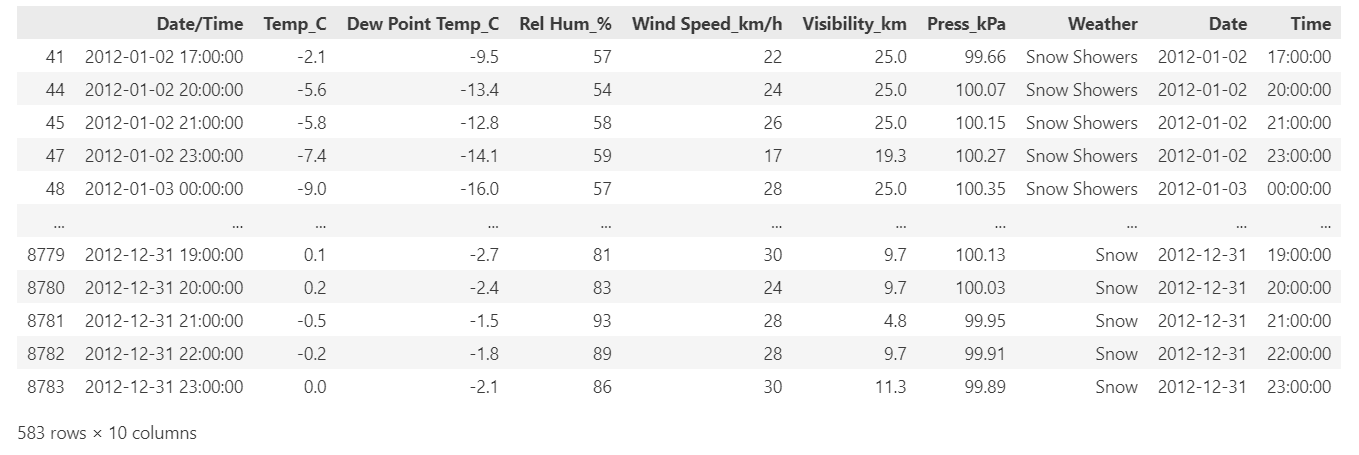 Date/Time Temp_C Dew Point Temp_C Rel Hum_% Wind Speed_km/h Visibility_km Press_kPa Weather Date Time
41 2012-01-02 17:00:00 -2.1 -9.5 57 22 25.0 99.66 Snow Showers 2012-01-02 17:00:00
44 2012-01-02 20:00:00 -5.6 -13.4 54 24 25.0 100.07 Snow Showers 2012-01-02 20:00:00
45 2012-01-02 21:00:00 -5.8 -12.8 58 26 25.0 100.15 Snow Showers 2012-01-02 21:00:00
47 2012-01-02 23:00:00 -7.4 -14.1 59 17 19.3 100.27 Snow Showers 2012-01-02 23:00:00
48 2012-01-03 00:00:00 -9.0 -16.0 57 28 25.0 100.35 Snow Showers 2012-01-03 00:00:00
... ... ... ... ... ... ... ... ... ... ...
8779 2012-12-31 19:00:00 0.1 -2.7 81 30 9.7 100.13 Snow 2012-12-31 19:00:00
8780 2012-12-31 20:00:00 0.2 -2.4 83 24 9.7 100.03 Snow 2012-12-31 20:00:00
8781 2012-12-31 21:00:00 -0.5 -1.5 93 28 4.8 99.95 Snow 2012-12-31 21:00:00
8782 2012-12-31 22:00:00 -0.2 -1.8 89 28 9.7 99.91 Snow 2012-12-31 22:00:00
8783 2012-12-31 23:00:00 0.0 -2.1 86 30 11.3 99.89 Snow 2012-12-31 23:00:00
583 rows × 10 columns